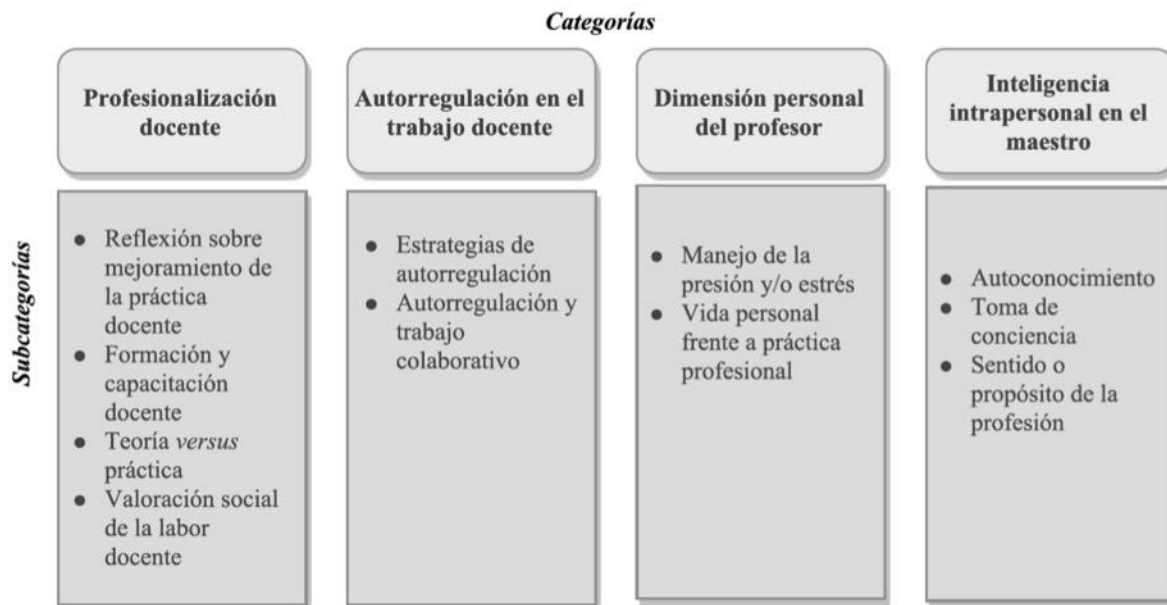 Categorías
Profesionalización
docente
Autorregulación en el
trabajo docente
Dimensión personal
del profesor
Inteligencia
intrapersonal en el
maestro
Subcategorías
● Reflexión sobre
mejoramiento de
la práctica
docente
● Formación y
capacitación
docente
● Teoría versus
práctica
● Valoración social
de la labor
docente
● Estrategias de
autorregulación
● Autorregulación y
trabajo
colaborativo
● Manejo de la
presión y/o estrés
● Vida personal
frente a práctica
profesional
● Autoconocimiento
● Toma de
conciencia
● Sentido o
propósito de la
profesión